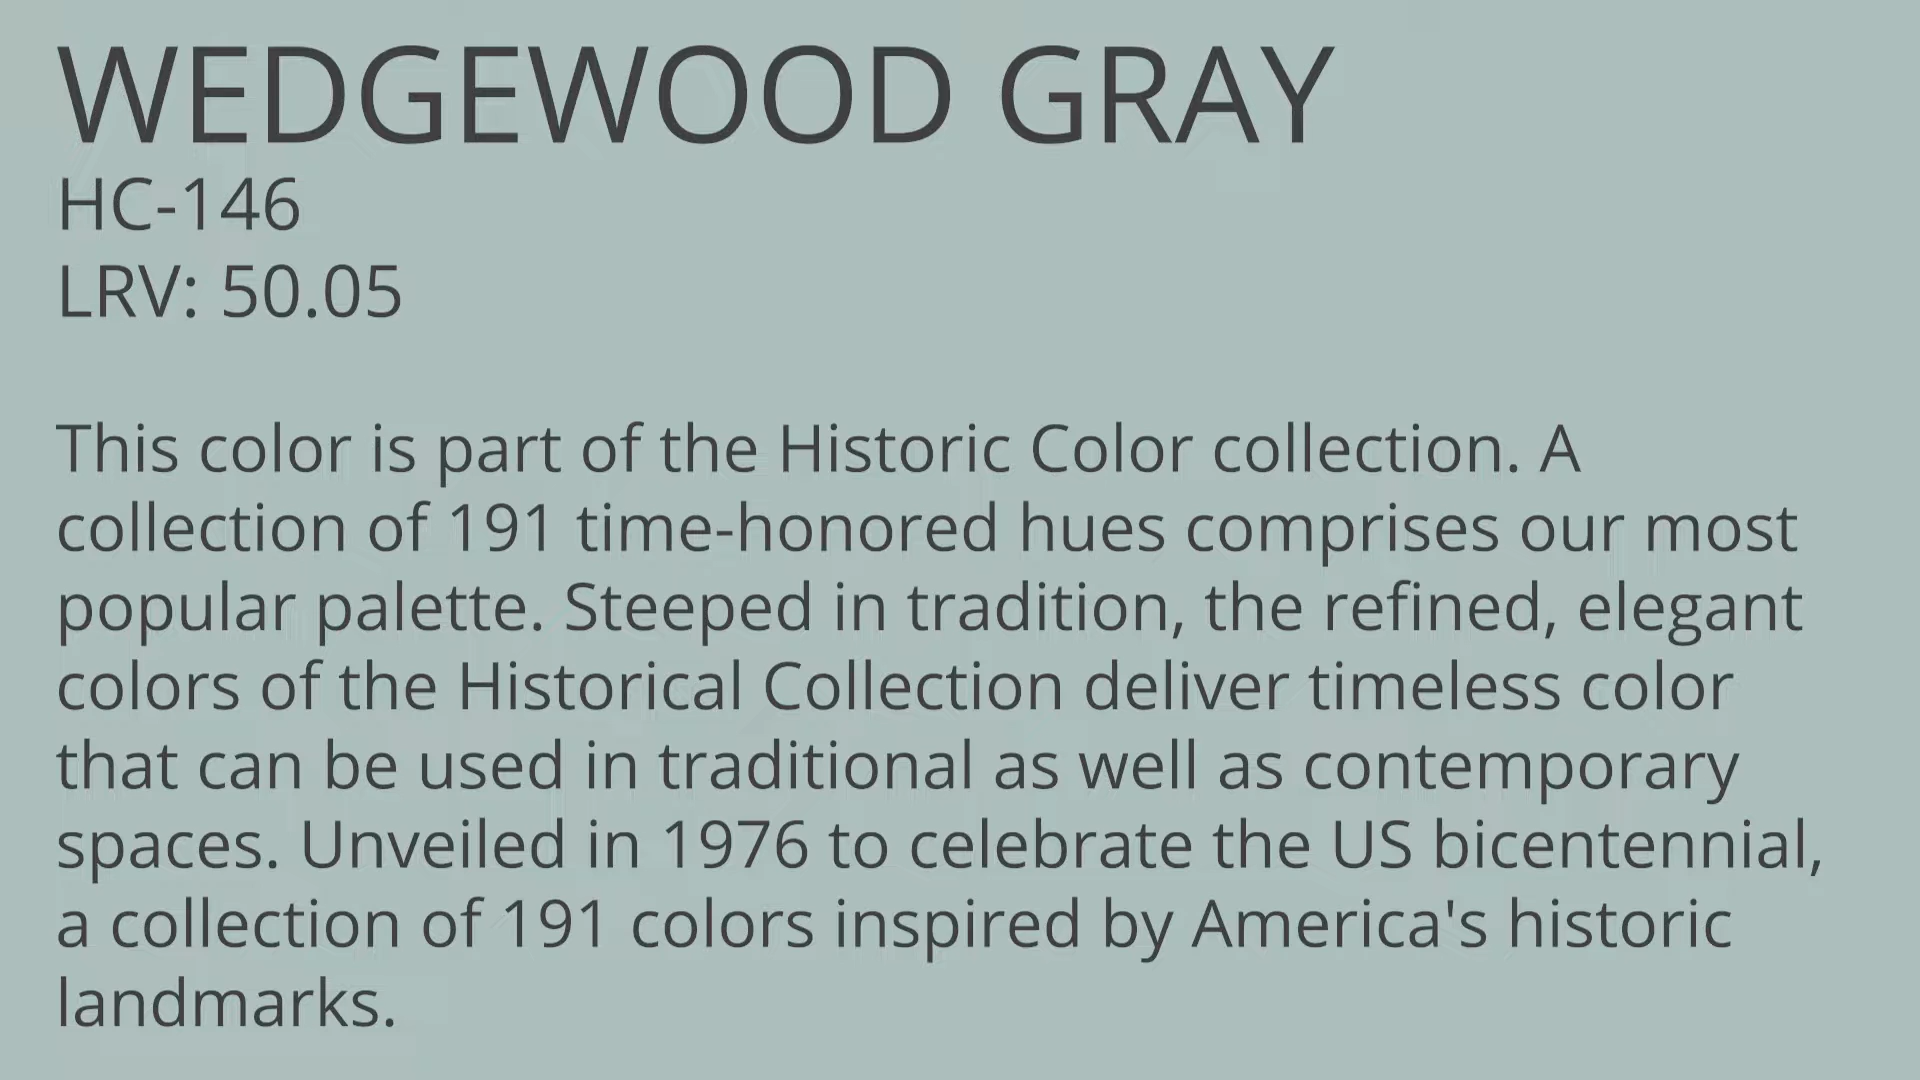 WEDGEWOOD GRAY
HC-146
LRV: 50.05
This color is part of the Historic Color collection. A
collection of 191 time-honored hues comprises our most
popular palette. Steeped in tradition, the refined, elegant
colors of the Historical Collection deliver timeless color
that can be used in traditional as well as contemporary
spaces. Unveiled in 1976 to celebrate the US bicentennial,
a collection of 191 colors inspired by America's historic
landmarks.